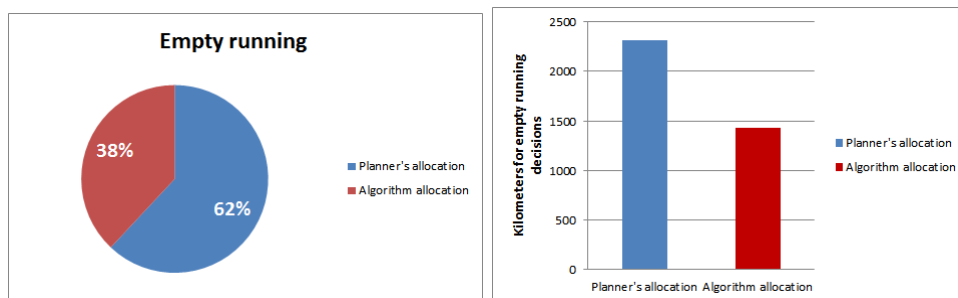 Empty running
38%
62%
Planner's allocation
Algorithm allocation
Kilometers for empty running
decisions
2500
2000
1500
1000
500
0
Planner's allocation Algorithm allocation
Planner's allocation
Algorithm allocation